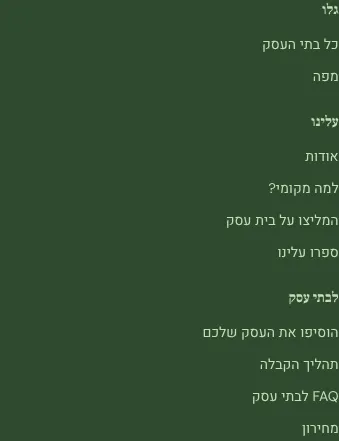 גלו
כל בתי העסק
מפה
עלינו
אודות
למה מקומי?
המליצו על בית עסק
ספרו עלינו
לבתי עסק
הוסיפו את העסק שלכם
תהליך הקבלה
FAQ לבתי עסק
מחירון